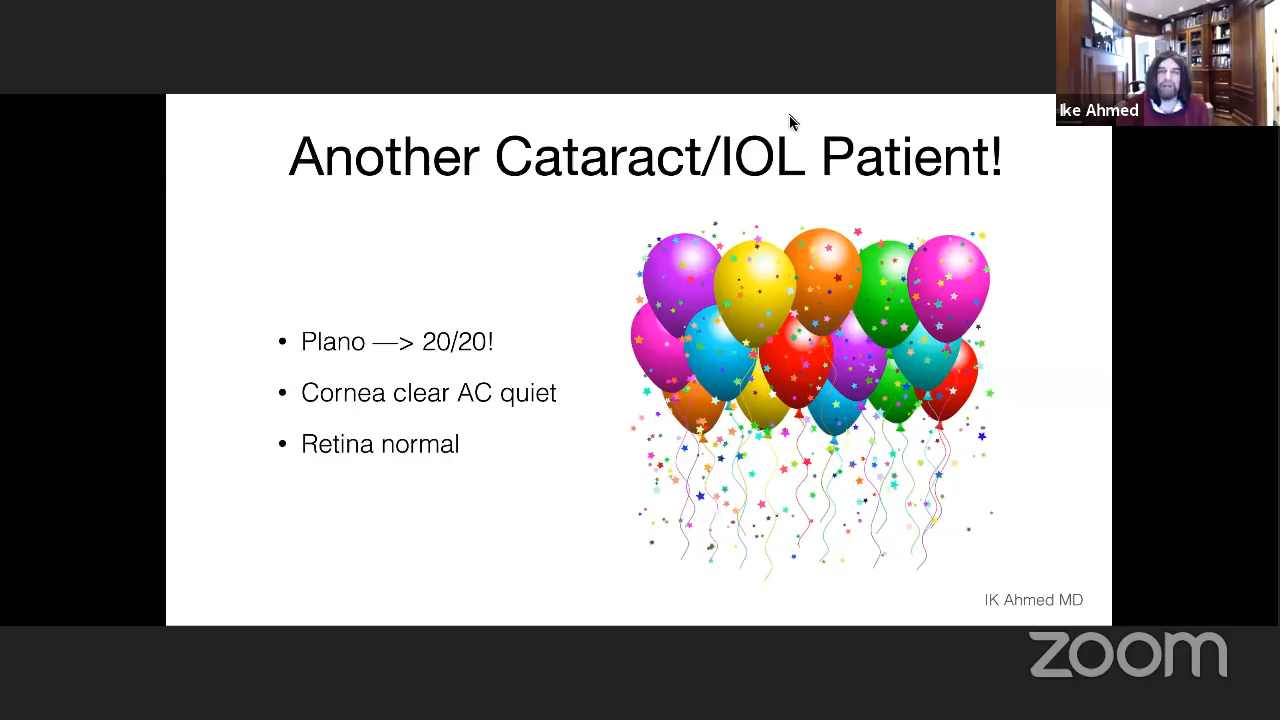 Ike Ahmed
Another Cataract/IOL Patient!
• Plano —> 20/20!
• Cornea clear AC quiet
• Retina normal
IK Ahmed MD
zoom